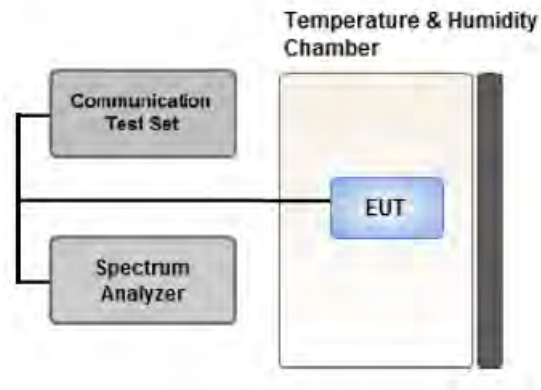 Temperature & Humidity
Chamber
Communication
Test Set
EUT
Spectrum
Analyzer